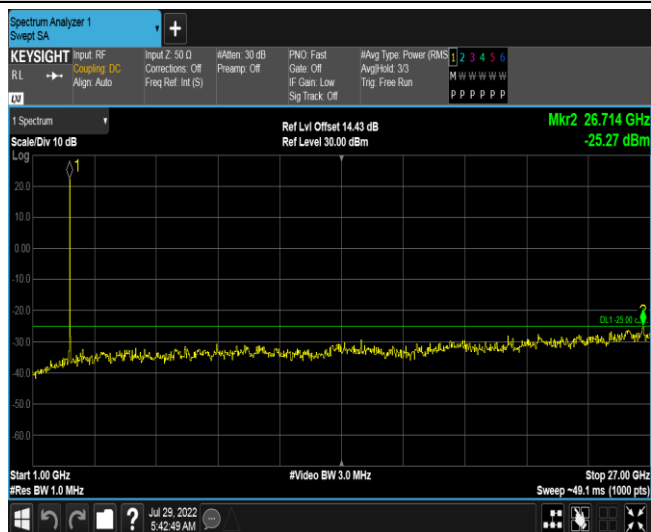 Spectrum Analyzer 1
Swept SA
+
KEYSIGHT
RL
LXI
Input: RF
Coupling: DC
Align: Auto
Input Z: 50 Ω
Corrections: Off
Freq Ref: Int (S)
#Atten: 30 dB
Preamp: Off
PNO: Fast
Gate: Off
IF Gain: Low
Sig Track: Off
#Avg Type: Power (RMS
Avg|Hold: 3/3
Trig: Free Run
1 2 3 4 5 6
M W W W W W
P P P P P P
1 Spectrum
Scale/Div 10 dB
Log
Ref Lvl Offset 14.43 dB
Ref Level 30.00 dBm
Mkr2 26.714 GHz
-25.27 dBm
1
20.0
10.0
0.00
-10.0
-20.0
2
DL1 -25.00
-30.0
-40.0
-50.0
-60.0
Start 1.00 GHz
#Video BW 3.0 MHz
Stop 27.00 GHz
#Res BW 1.0 MHz
Sweep ~49.1 ms (1000 pts)
?
Jul 29, 2022
5:42:49 AM